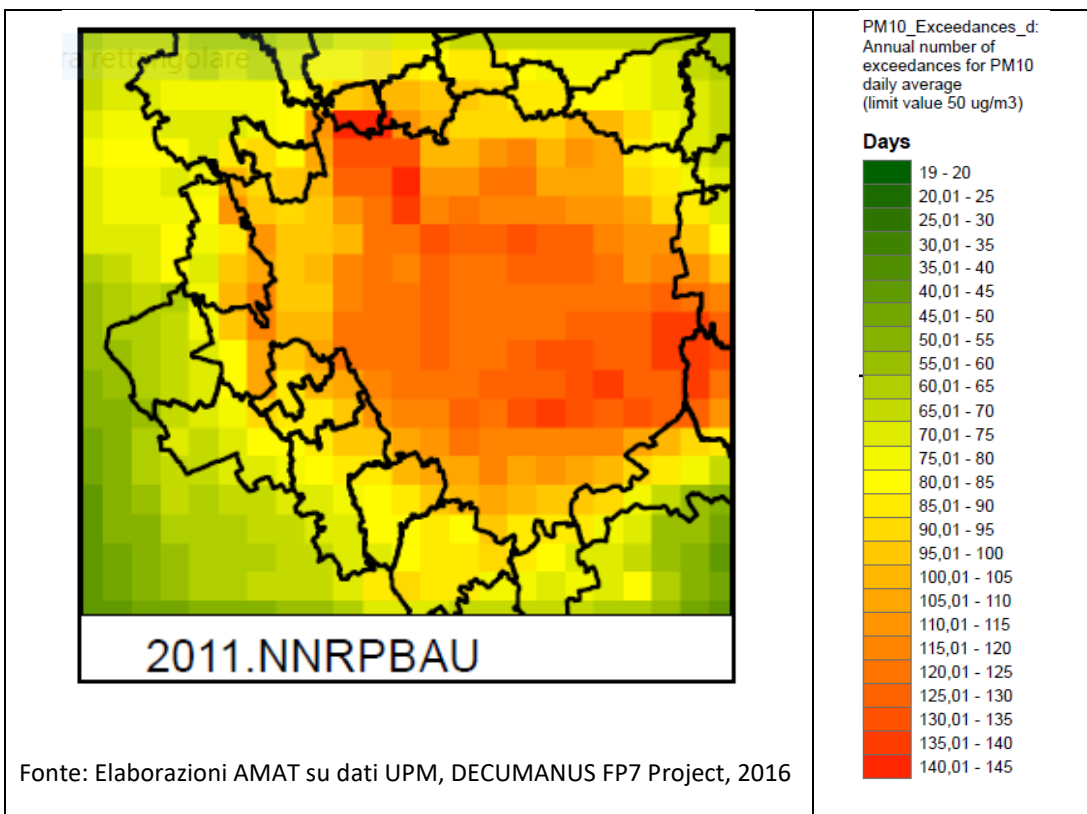 ra rettangolare
2011.NNRPBAU
Fonte: Elaborazioni AMAT su dati UPM, DECUMANUS FP7 Project, 2016
PM10_Exceedances_d:
Annual number of
exceedances for PM10
daily average
(limit value 50 ug/m3)
Days
19 - 20
20,01 - 25
25,01 - 30
30,01 - 35
35,01 - 40
40,01 - 45
45,01 - 50
50,01 - 55
55,01 - 60
60,01 - 65
65,01 - 70
70,01 - 75
75,01 - 80
80,01 - 85
85,01 - 90
90,01 - 95
95,01 - 100
100,01 - 105
105,01 - 110
110,01 - 115
115,01 - 120
120,01 - 125
125,01 - 130
130,01 - 135
135,01 - 140
140,01 - 145